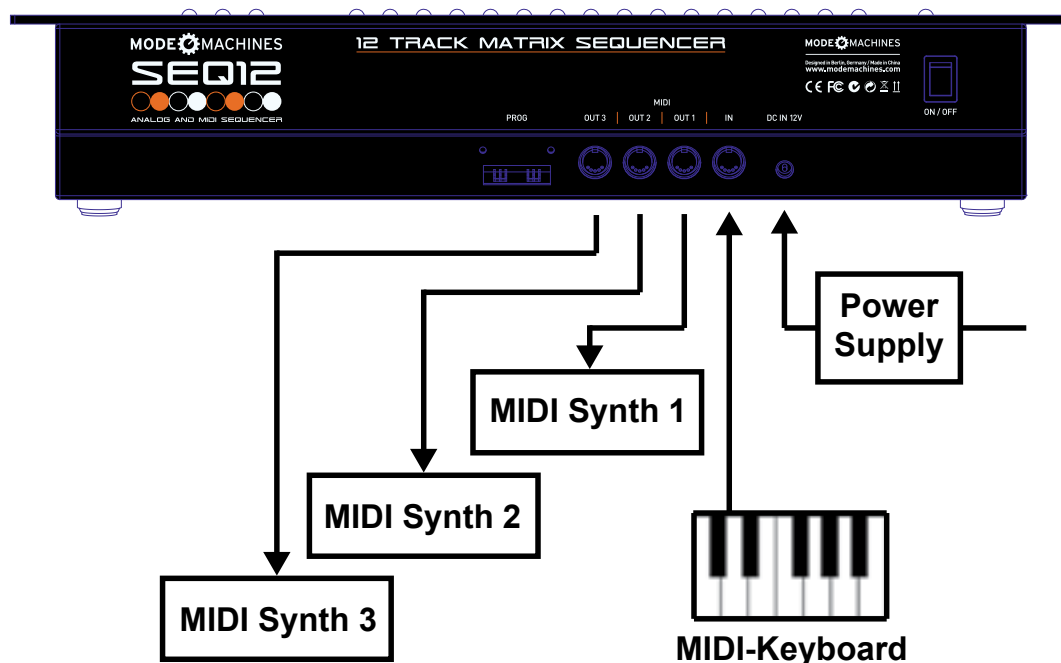 MODE MACHINES
SEQ12
ANALOG AND MIDI SEQUENCER
12 TRACK MATRIX SEQUENCER
MODE MACHINES
Designed in Berlin, Germany / Made in China
www.modemachines.com
CE FC
ON / OFF
MIDI
PROG OUT 3 OUT 2 OUT 1 IN DC IN 12V
Power
Supply
MIDI Synth 1
MIDI Synth 2
MIDI Synth 3
MIDI-Keyboard